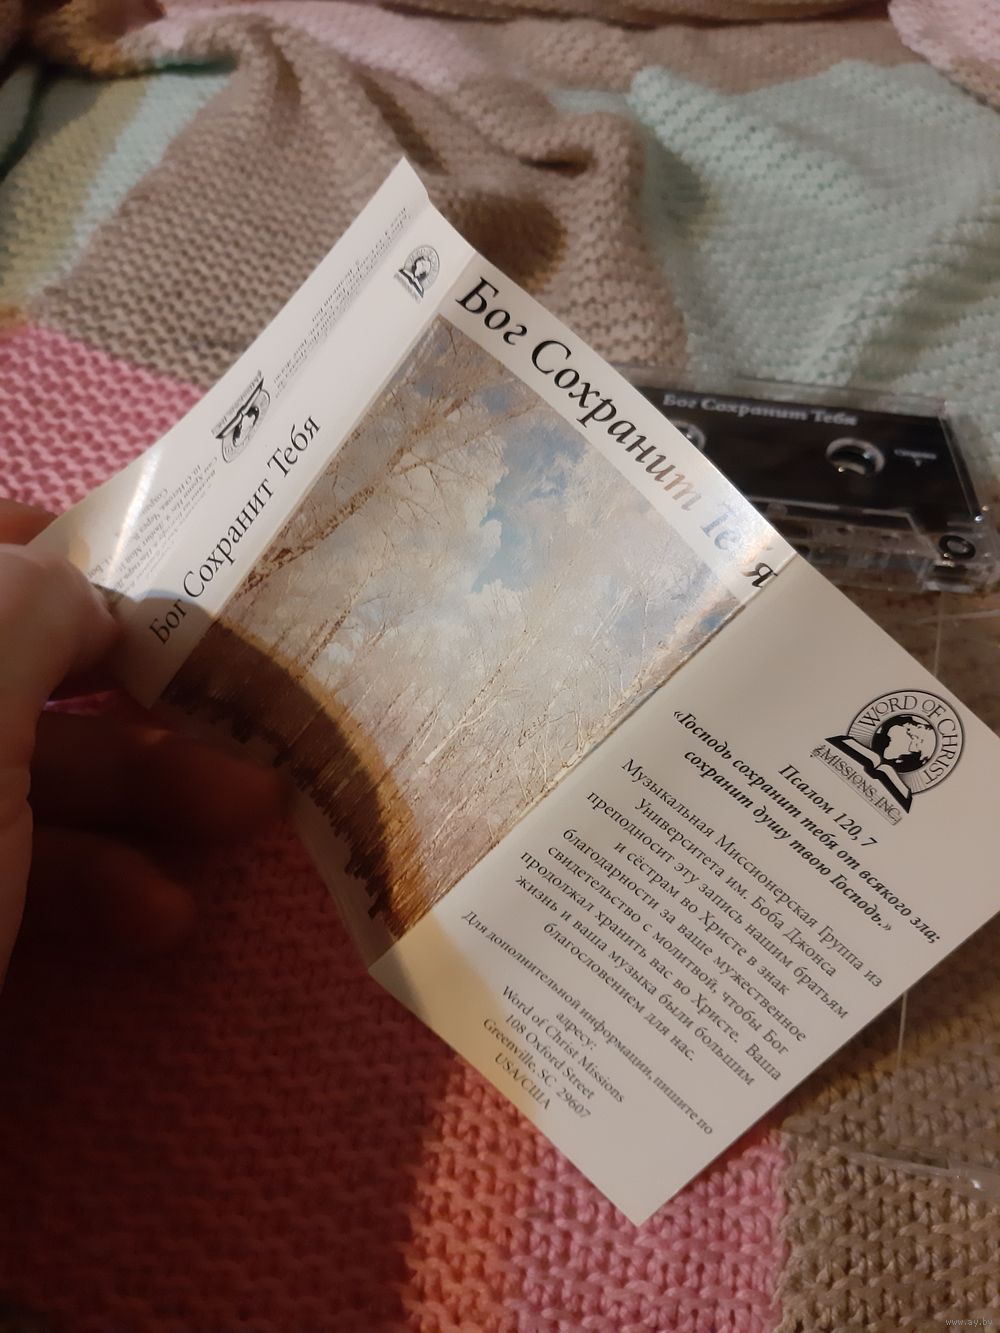 Бог Сохранит Тебя
Бог Сохранит Тебя
WORD OF CHRIST
MISSIONS, INC.
Псалом 120, 7
«Господь сохранит тебя от всякого зла;
сохранит душу твою Господь.»
Музыкальная Миссионерская Группа из
Университета им. Боба Джонса
преподносит эту запись нашим братьям
и сёстрам во Христе в знак
благодарности за ваше мужественное
свидетельство с молитвой, чтобы Бог
продолжал хранить вас во Христе. Ваша
жизнь и ваша музыка были большим
благословением для нас.
Для дополнительной информации, пишите по
адресу:
Word of Christ Missions
108 Oxford Street
Greenville, SC 29607
USA/США
Бог Сохранит Тебя
www.ay.by